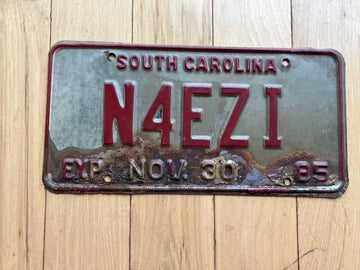 SOUTH CAROLINA
N4EZI
EXP. NOV. 30 85